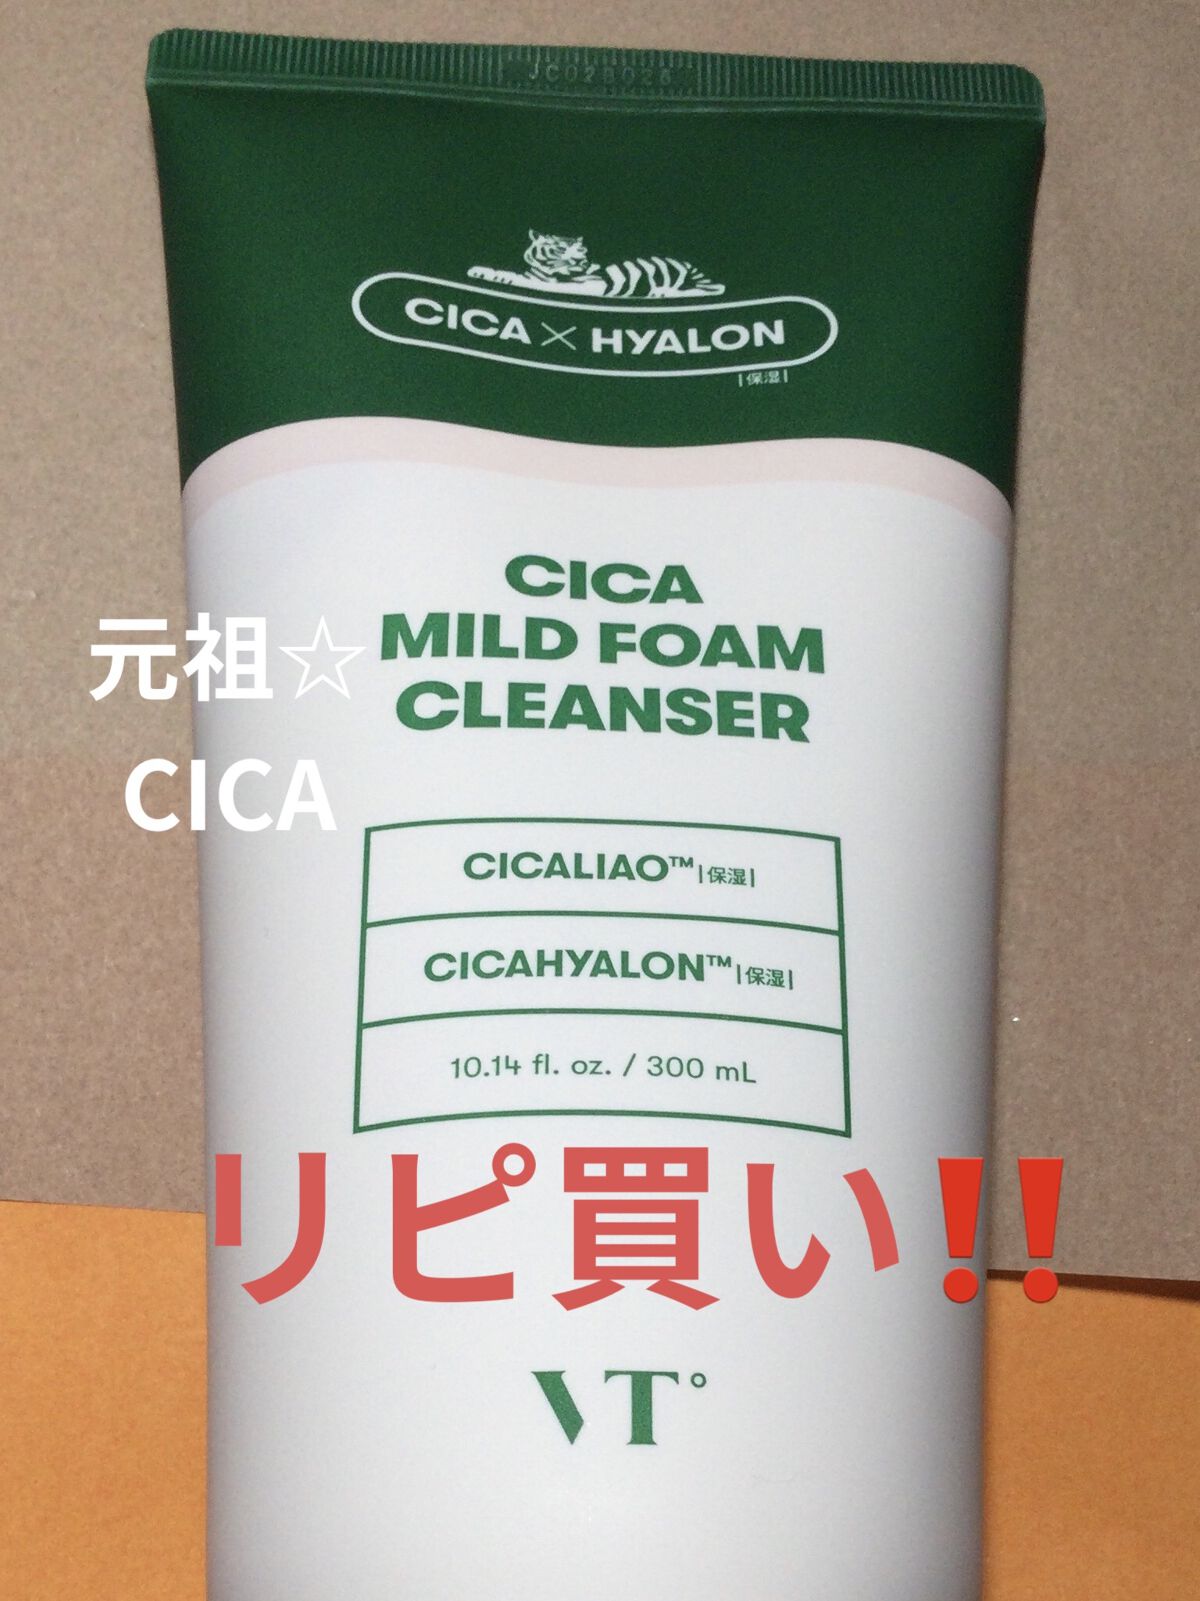 CICA × HYALON
|保湿|
CICA
MILD FOAM
CLEANSER
元祖☆
CICA
CICALIAO™|保湿|
CICAHYALON™|保湿|
10.14 fl. oz. / 300 mL
リピ買い‼
VT°